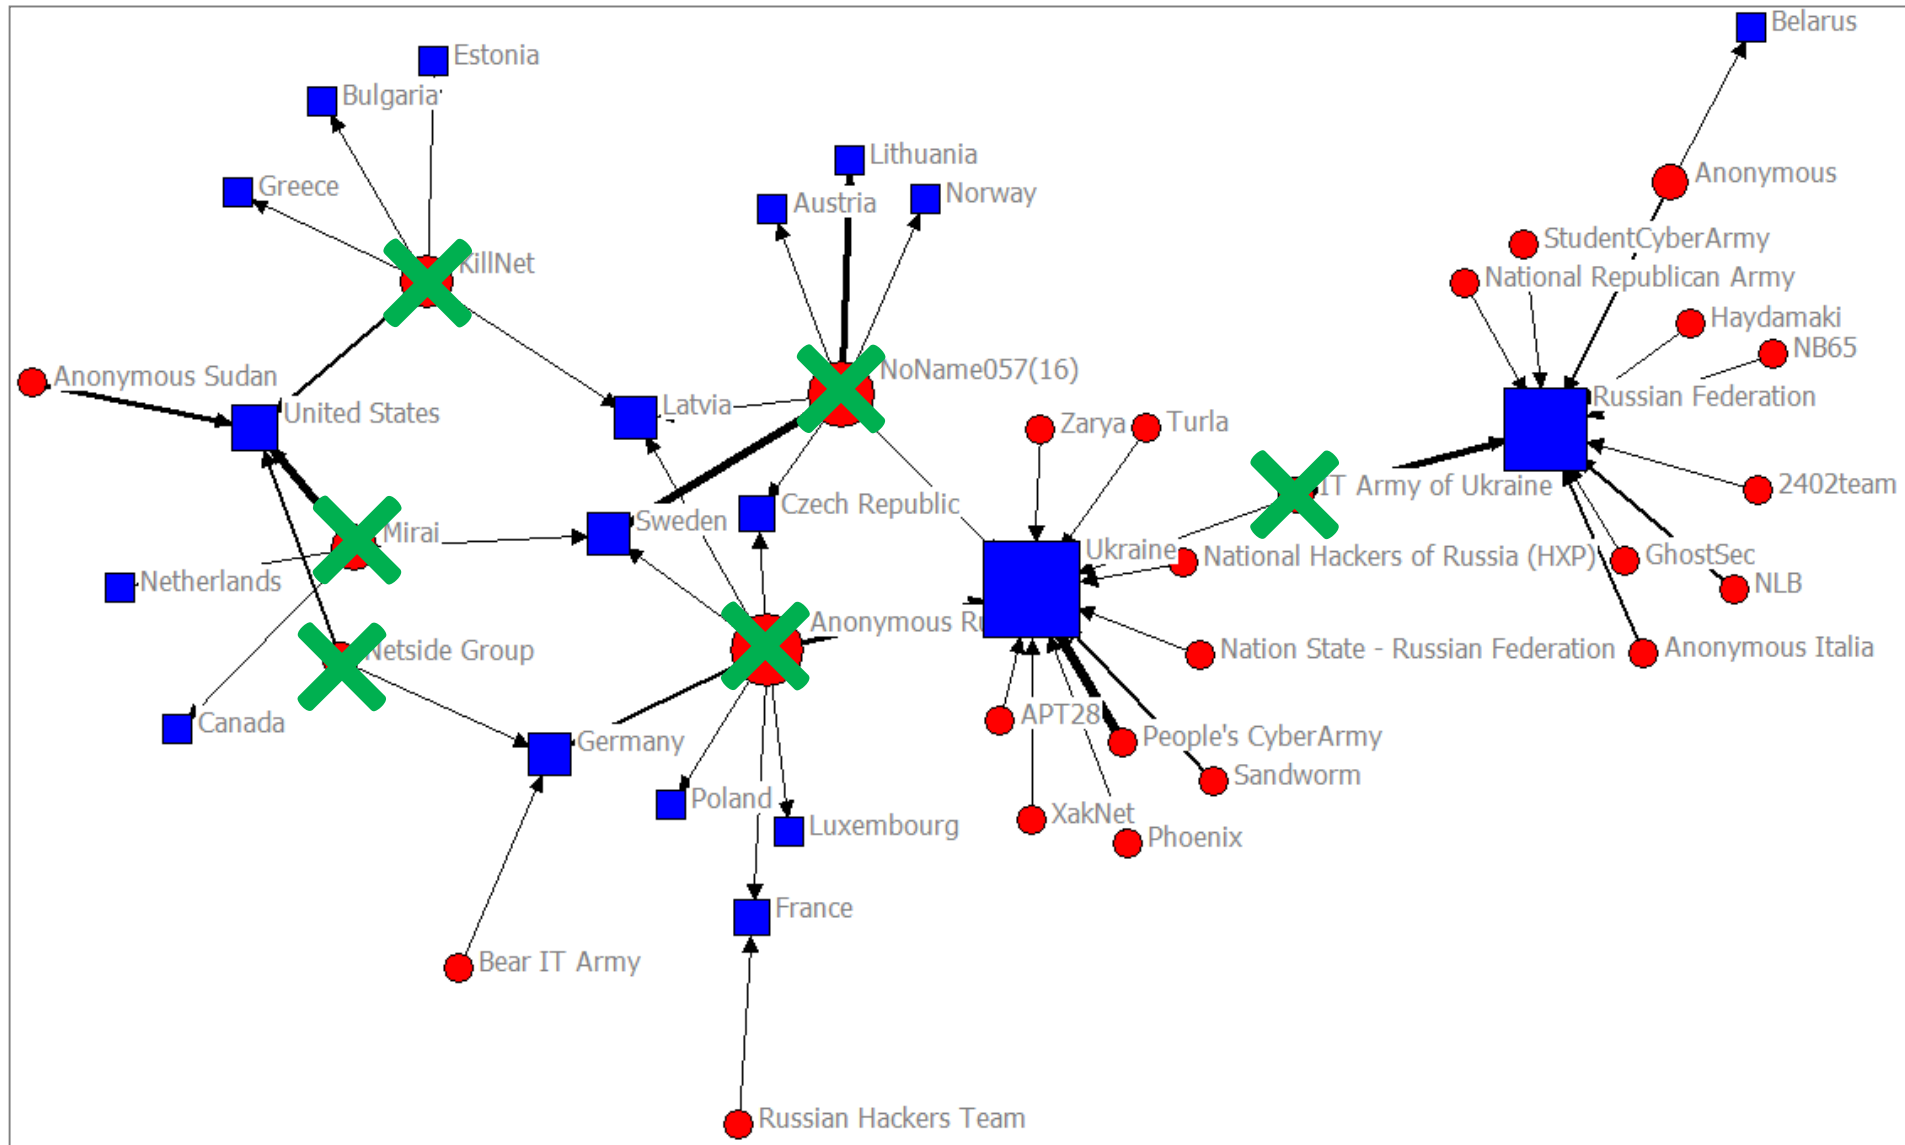 Belarus
Estonia
Bulgaria
Lithuania
Anonymous
Greece
Austria
Norway
StudentCyberArmy
KillNet
National Republican Army
Haydamaki
NB65
NoName057(16)
Anonymous Sudan
Russian Federation
United States
Latvia
Zarya
Turla
IT Army of Ukraine
2402team
Czech Republic
Sweden
Mirai
Ukraine
National Hackers of Russia (HXP)
GhostSec
Netherlands
NLB
Anonymous Ru
Netside Group
Nation State - Russian Federation
Anonymous Italia
Canada
APT28
Germany
People's CyberArmy
Sandworm
Poland
XakNet
Luxembourg
Phoenix
France
Bear IT Army
Russian Hackers Team